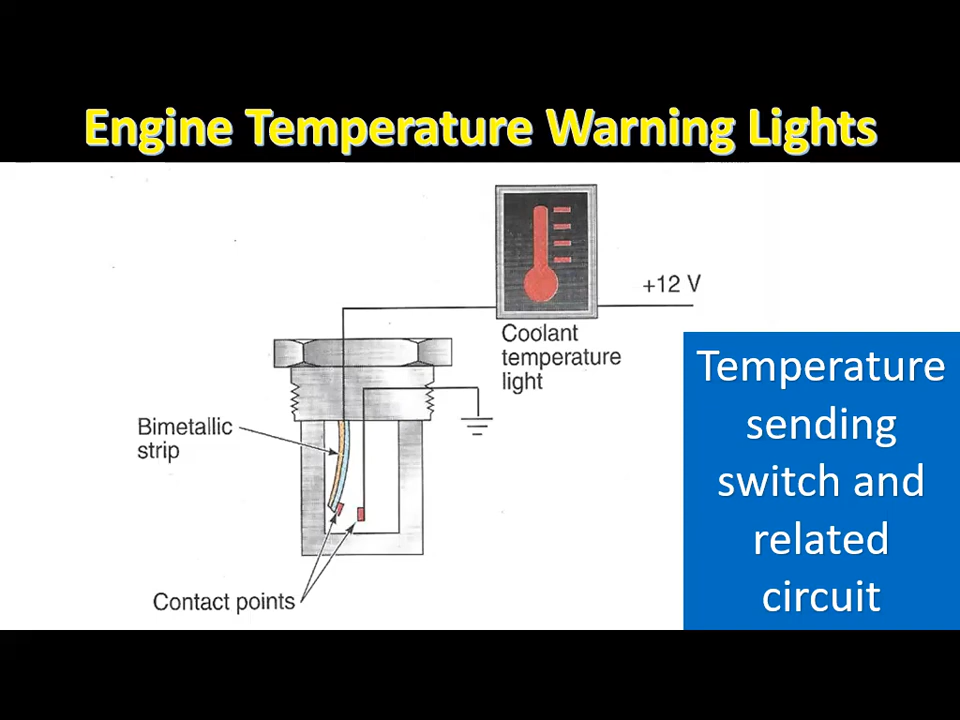 Engine Temperature Warning Lights
+12 V
Coolant
temperature
light
Temperature
sending
switch and
related
circuit
Bimetallic
strip
Contact points